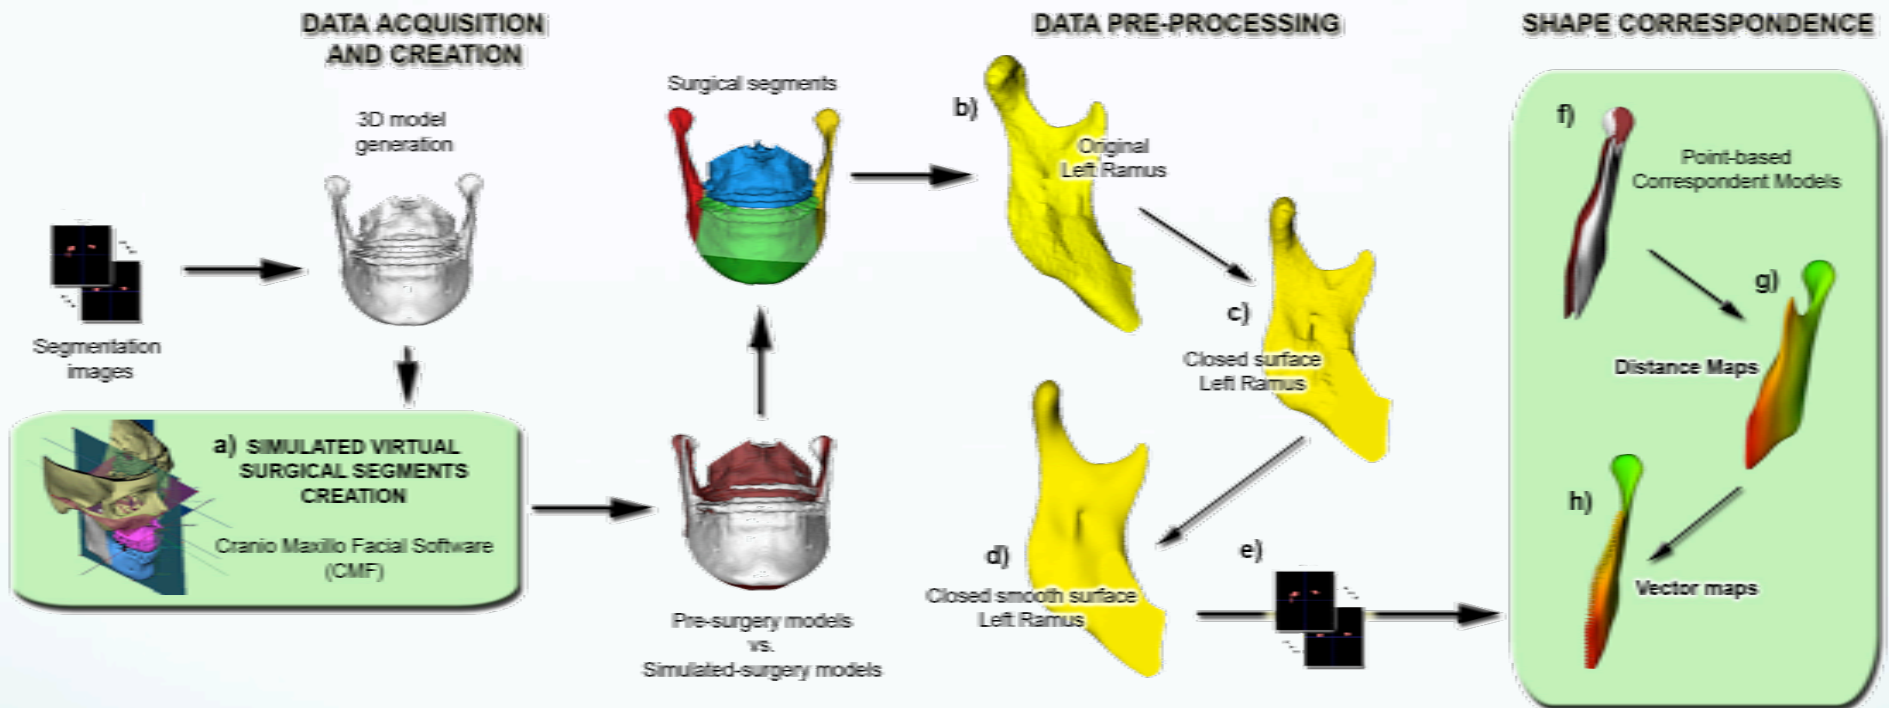 DATA ACQUISITION
AND CREATION
3D model
generation
Segmentation
images
a) SIMULATED VIRTUAL
SURGICAL SEGMENTS
CREATION
Cranio Maxillo Facial Software
(CMF)
Surgical segments
Pre-surgery models
vs.
Simulated-surgery models
DATA PRE-PROCESSING
b)
Original
Left Ramus
c)
Closed surface
Left Ramus
d)
Closed smooth surface
Left Ramus
e)
SHAPE CORRESPONDENCE
f)
Point-based
Correspondent Models
g)
Distance Maps
h)
Vector maps